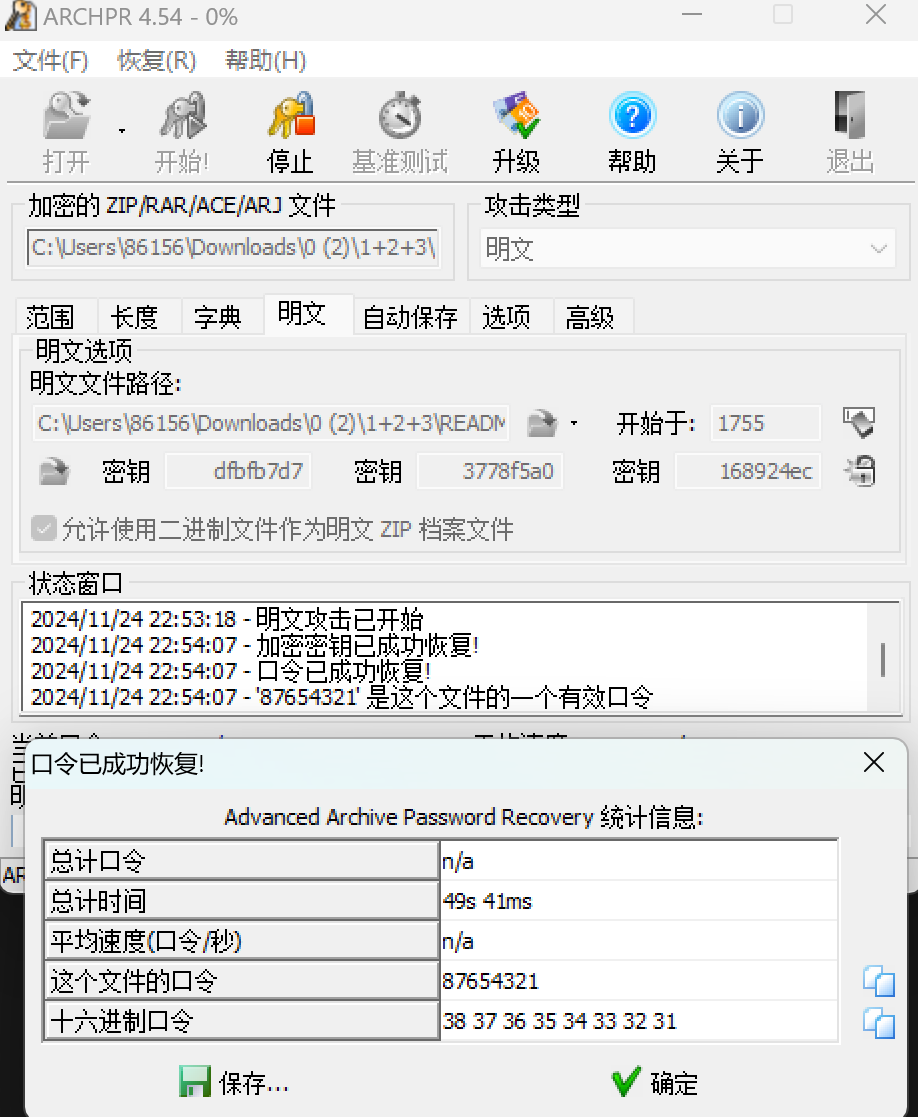 ARCHPR 4.54 - 0%
文件(F) 恢复(R) 帮助(H)
打开 开始! 停止 基准测试 升级 帮助 关于 退出
加密的 ZIP/RAR/ACE/ARJ 文件 攻击类型
C:\Users\86156\Downloads\0 (2)\1+2+3\ 明文
范围 长度 字典 明文 自动保存 选项 高级
明文选项
明文文件路径:
C:\Users\86156\Downloads\0 (2)\1+2+3\READM 开始于: 1755
密钥 dfbfb7d7 密钥 3778f5a0 密钥 168924ec
允许使用二进制文件作为明文 ZIP 档案文件
状态窗口
2024/11/24 22:53:18 - 明文攻击已开始
2024/11/24 22:54:07 - 加密密钥已成功恢复!
2024/11/24 22:54:07 - 口令已成功恢复!
2024/11/24 22:54:07 - '87654321' 是这个文件的一个有效口令
口令已成功恢复!
Advanced Archive Password Recovery 统计信息:
总计口令 n/a
总计时间 49s 41ms
平均速度(口令/秒) n/a
这个文件的口令 87654321
十六进制口令 38 37 36 35 34 33 32 31
AR
保存... 确定